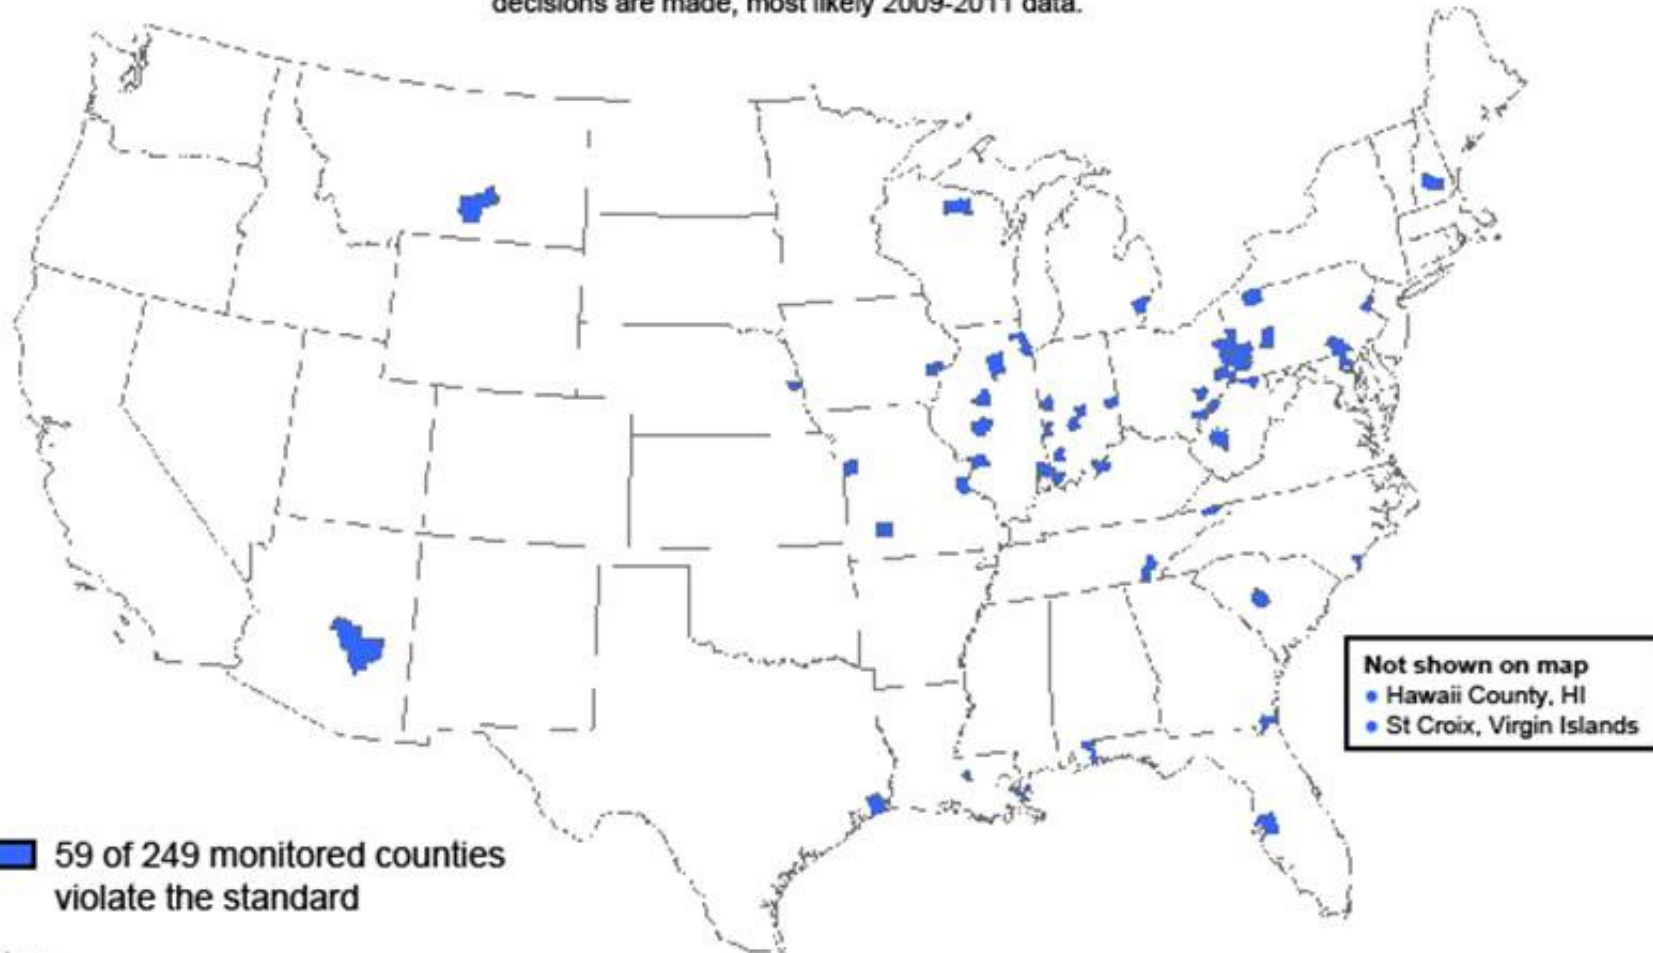 decisions are made, most likely 2009-2011 data.
Not shown on map
• Hawaii County, HI
• St Croix, Virgin Islands
59 of 249 monitored counties
violate the standard